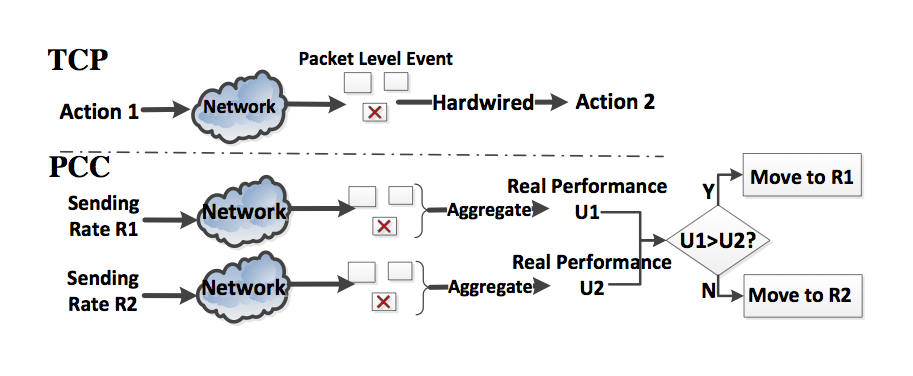 TCP
Packet Level Event
Action 1
Network
Hardwired
Action 2
PCC
Sending
Rate R1
Network
Aggregate
Real Performance
U1
Sending
Rate R2
Network
Aggregate
Real Performance
U2
U1>U2?
Y
Move to R1
N
Move to R2